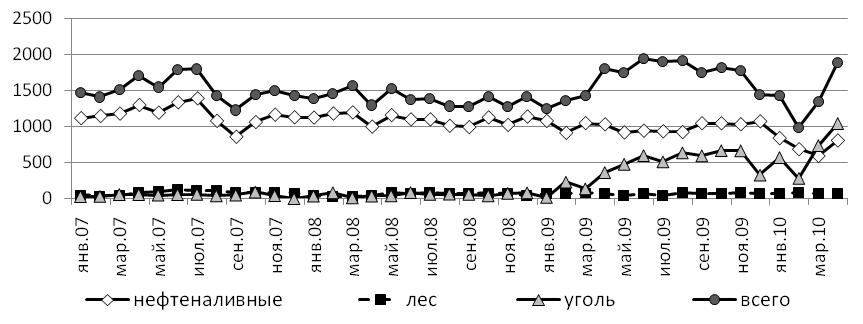 2500
2000
1500
1000
500
0
янв.07
мар.07
май.07
июл.07
сен.07
ноя.07
янв.08
мар.08
май.08
июл.08
сен.08
ноя.08
янв.09
мар.09
май.09
июл.09
сен.09
ноя.09
янв.10
мар.10
нефтеналивные лес уголь всего